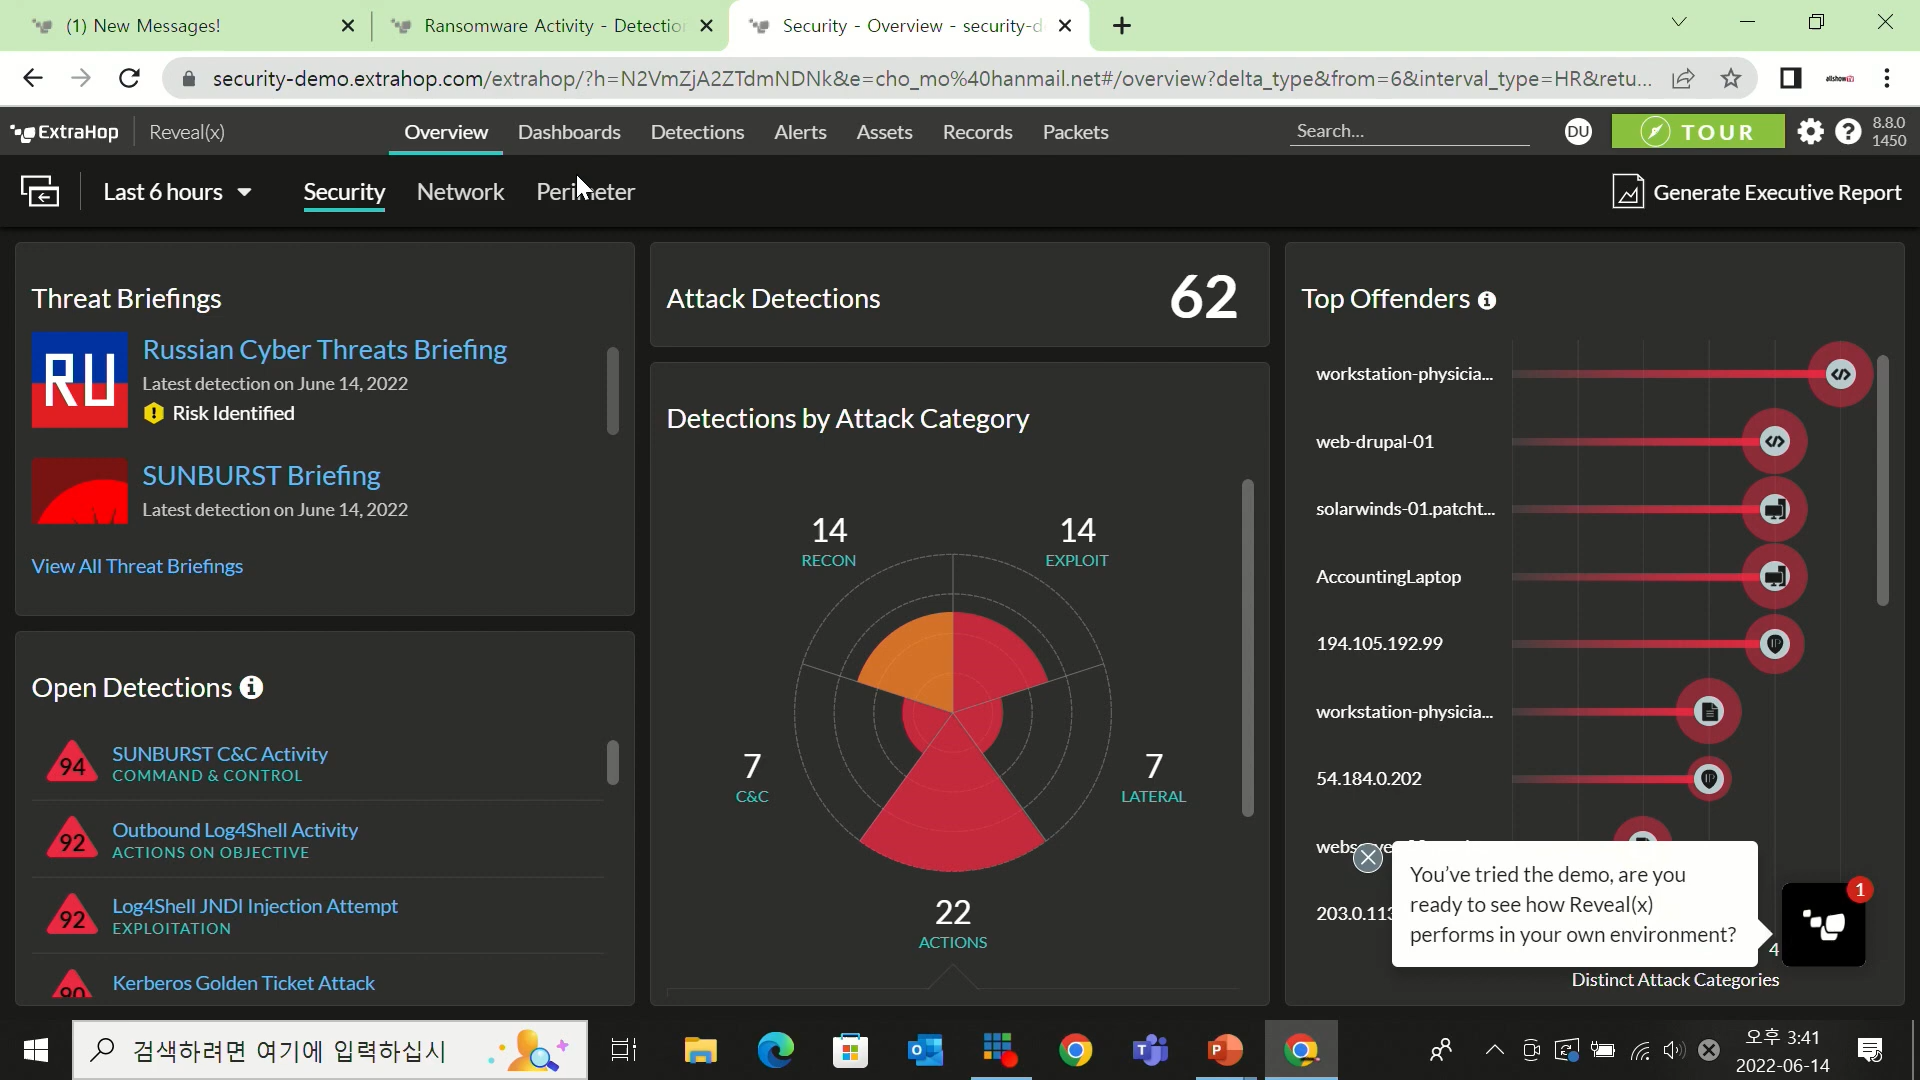 (1) New Messages!
Ransomware Activity - Detection
Security - Overview - security-d
security-demo.extrahop.com/extrahop/?h=N2VmZjA2ZTdmNDNk&e=cho_mo%40hanmail.net#/overview?delta_type&from=6&interval_type=HR&retu...
allshowTV
ExtraHop
Reveal(x)
Overview
Dashboards
Detections
Alerts
Assets
Records
Packets
Search...
DU
TOUR
8.8.0
1450
Last 6 hours
Security
Network
Perimeter
Generate Executive Report
Threat Briefings
RU
Russian Cyber Threats Briefing
Latest detection on June 14, 2022
Risk Identified
SUNBURST Briefing
Latest detection on June 14, 2022
View All Threat Briefings
Open Detections
94
SUNBURST C&C Activity
COMMAND & CONTROL
92
Outbound Log4Shell Activity
ACTIONS ON OBJECTIVE
92
Log4Shell JNDI Injection Attempt
EXPLOITATION
90
Kerberos Golden Ticket Attack
Attack Detections
62
Detections by Attack Category
14
RECON
14
EXPLOIT
7
C&C
7
LATERAL
22
ACTIONS
Top Offenders
workstation-physicia...
web-drupal-01
solarwinds-01.patcht...
AccountingLaptop
194.105.192.99
workstation-physicia...
54.184.0.202
203.0.113
4
Distinct Attack Categories
You've tried the demo, are you
ready to see how Reveal(x)
performs in your own environment?
1
검색하려면 여기에 입력하십시
오후 3:41
2022-06-14